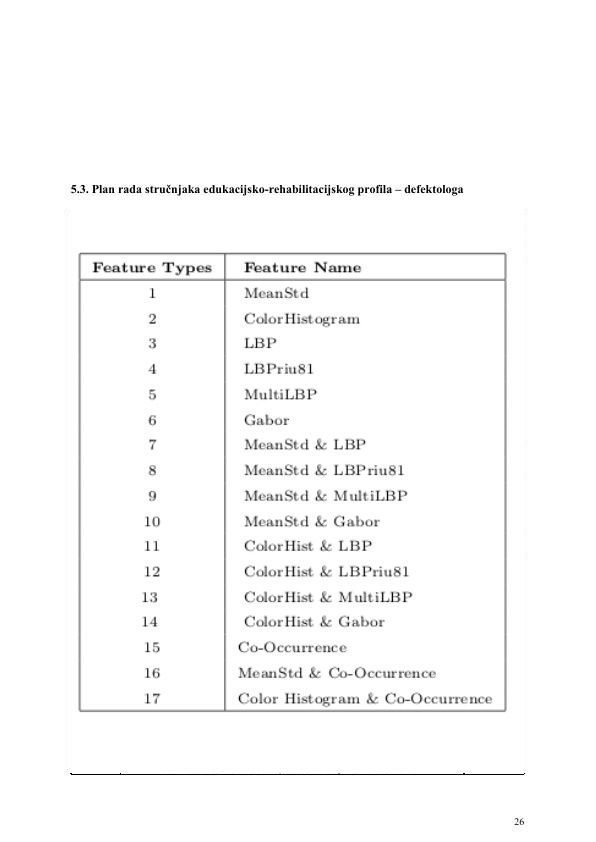 5.3. Plan rada stručnjaka edukacijsko-rehabilitacijskog profila – defektologa
Feature Types Feature Name
1 MeanStd
2 ColorHistogram
3 LBP
4 LBPriu81
5 MultiLBP
6 Gabor
7 MeanStd & LBP
8 MeanStd & LBPriu81
9 MeanStd & MultiLBP
10 MeanStd & Gabor
11 ColorHist & LBP
12 ColorHist & LBPriu81
13 ColorHist & MultiLBP
14 ColorHist & Gabor
15 Co-Occurrence
16 MeanStd & Co-Occurrence
17 Color Histogram & Co-Occurrence
26